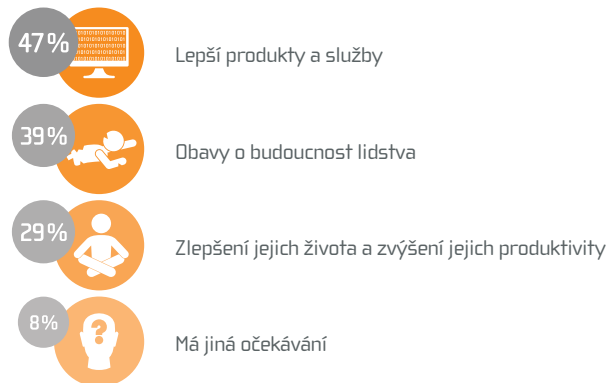 47%
Lepší produkty a služby
39%
Obavy o budoucnost lidstva
29%
Zlepšení jejich života a zvýšení jejich produktivity
8%
?
Má jiná očekávání